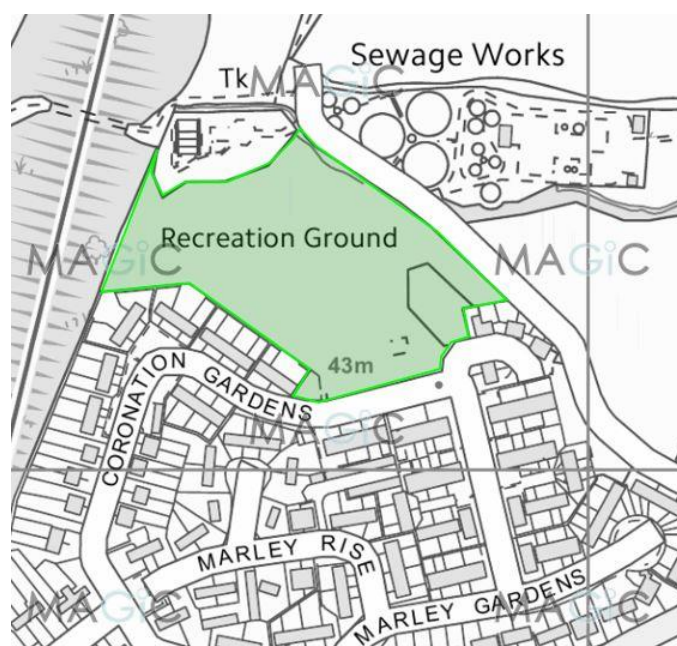 Sewage Works
Tk
MAGiC
Recreation Ground
MAGiC
MAGiC
43m
CORONATION GARDENS
MAGiC
MARLEY RISE
MARLEY GARDENS
MAGiC
MAGiC